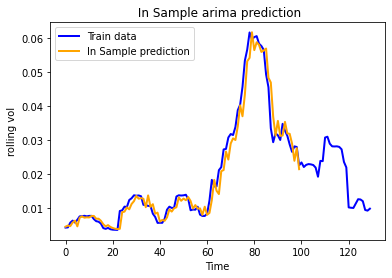 In Sample arima prediction
Train data
In Sample prediction
rolling vol
0.06
0.05
0.04
0.03
0.02
0.01
0 20 40 60 80 100 120
Time